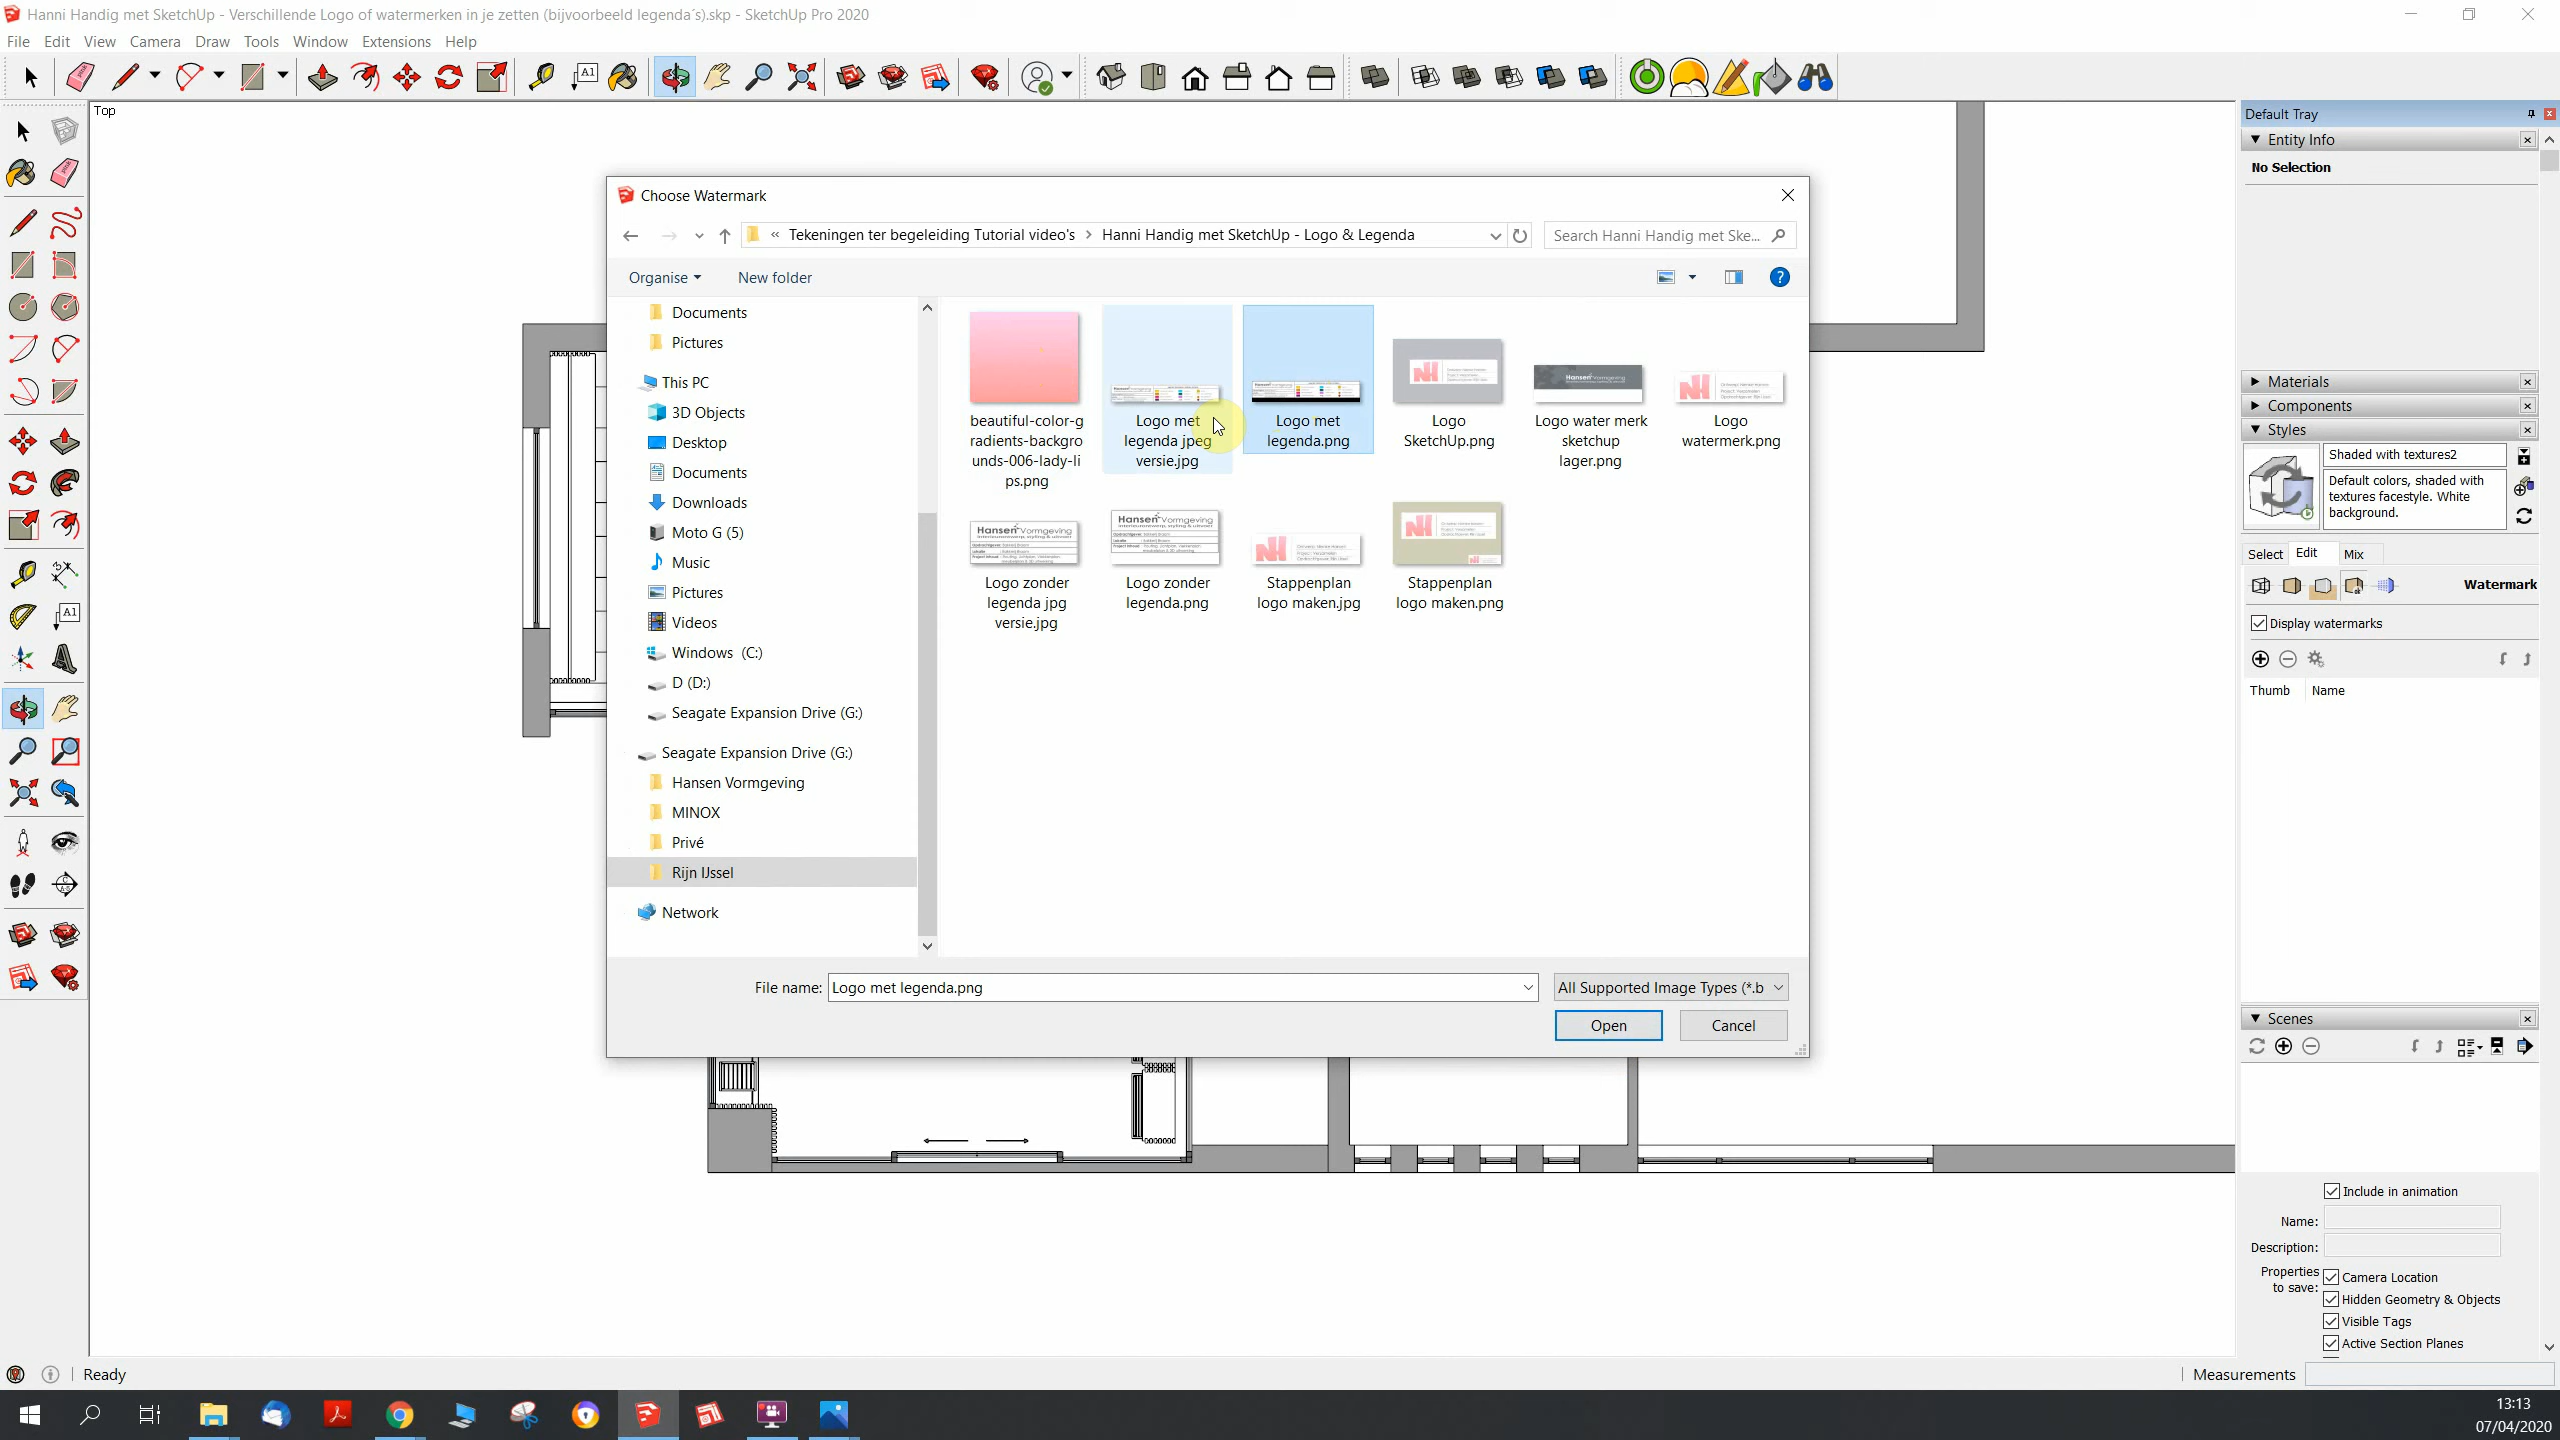 Hanni Handig met SketchUp - Verschillende Logo of watermerken in je zetten (bijvoorbeeld legenda´s).skp - SketchUp Pro 2020
File Edit View Camera Draw Tools Window Extensions Help
Top
Default Tray
Entity Info
No Selection
Materials
Components
Styles
Shaded with textures2
Default colors, shaded with
textures facestyle. White
background.
Select Edit Mix
Watermark
Display watermarks
Thumb Name
Scenes
Include in animation
Name:
Description:
Properties
to save:
Camera Location
Hidden Geometry & Objects
Visible Tags
Active Section Planes
Choose Watermark
« Tekeningen ter begeleiding Tutorial video's > Hanni Handig met SketchUp - Logo & Legenda
Search Hanni Handig met Ske...
Organise New folder
Documents
Pictures
This PC
3D Objects
Desktop
Documents
Downloads
Moto G (5)
Music
Pictures
Videos
Windows (C:)
D (D:)
Seagate Expansion Drive (G:)
Seagate Expansion Drive (G:)
Hansen Vormgeving
MINOX
Privé
Rijn IJssel
Network
beautiful-color-g
radients-backgro
unds-006-lady-li
ps.png
Logo met
legenda jpeg
versie.jpg
Logo met
legenda.png
Logo
SketchUp.png
Logo water merk
sketchup
lager.png
Logo
watermerk.png
Hansen Vormgeving
Logo zonder
legenda jpg
versie.jpg
Hansen Vormgeving
Logo zonder
legenda.png
Stappenplan
logo maken.jpg
Stappenplan
logo maken.png
File name: Logo met legenda.png
All Supported Image Types (*.b
Open Cancel
Ready
Measurements
13:13
07/04/2020